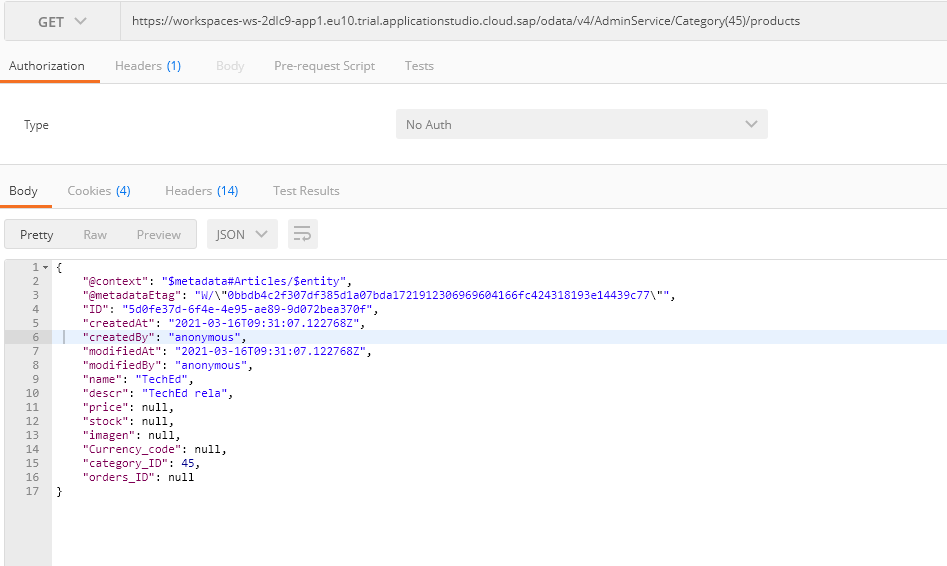 GET https://workspaces-ws-2dlc9-app1.eu10.trial.applicationstudio.cloud.sap/odata/v4/AdminService/Category(45)/products
Authorization Headers (1) Body Pre-request Script Tests
Type No Auth
Body Cookies (4) Headers (14) Test Results
Pretty Raw Preview JSON
1 {
2 "@context": "$metadata#Articles/$entity",
3 "@metadataEtag": "W/\"0bbdb4c2f307df385d1a07bda1721912306969604166fc424318193e14439c77\"",
4 "ID": "5d0fe37d-6f4e-4e95-ae89-9d072bea370f",
5 "createdAt": "2021-03-16T09:31:07.122768Z",
6 "createdBy": "anonymous",
7 "modifiedAt": "2021-03-16T09:31:07.122768Z",
8 "modifiedBy": "anonymous",
9 "name": "TechEd",
10 "descr": "TechEd rela",
11 "price": null,
12 "stock": null,
13 "imagen": null,
14 "Currency_code": null,
15 "category_ID": 45,
16 "orders_ID": null
17 }